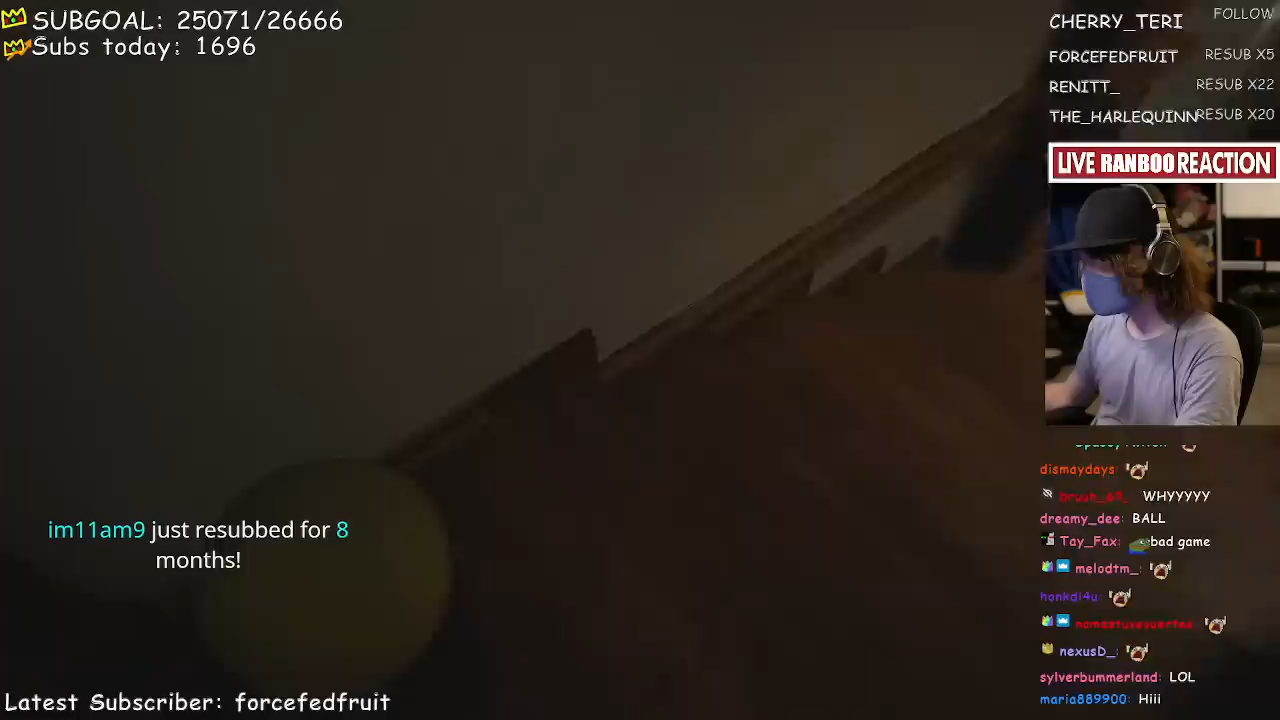 SUBGOAL: 25071/26666
Subs today: 1696
CHERRY_TERI FOLLOW
FORCEFEDFRUIT RESUB X5
RENITT_ RESUB X22
THE_HARLEQUINN RESUB X20
LIVE RANBOO REACTION
dismaydays:
bruuh_69_ WHYYYYY
dreamy_dee: BALL
Tay_Fax: bad game
melodtm_:
honkdi4u:
nexusD_:
sylverbummerland: LOL
maria889900: Hiii
im11am9 just resubbed for 8
months!
Latest Subscriber: forcefedfruit